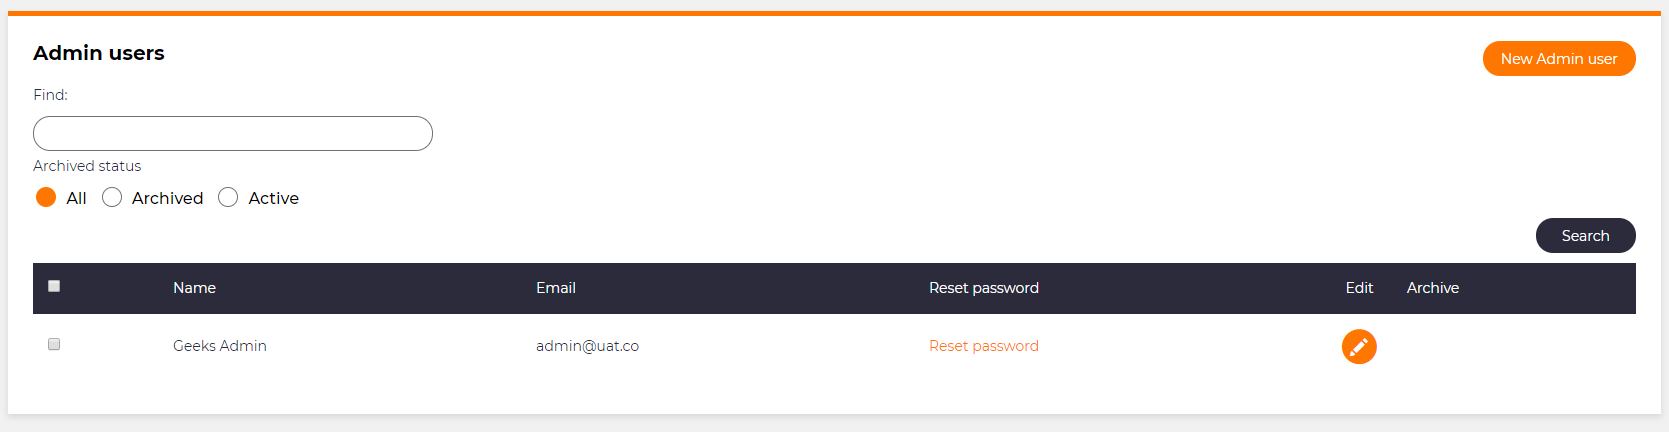 Admin users
New Admin user
Find:
Archived status
All Archived Active
Search
Name Email Reset password Edit Archive
Geeks Admin admin@uat.co Reset password